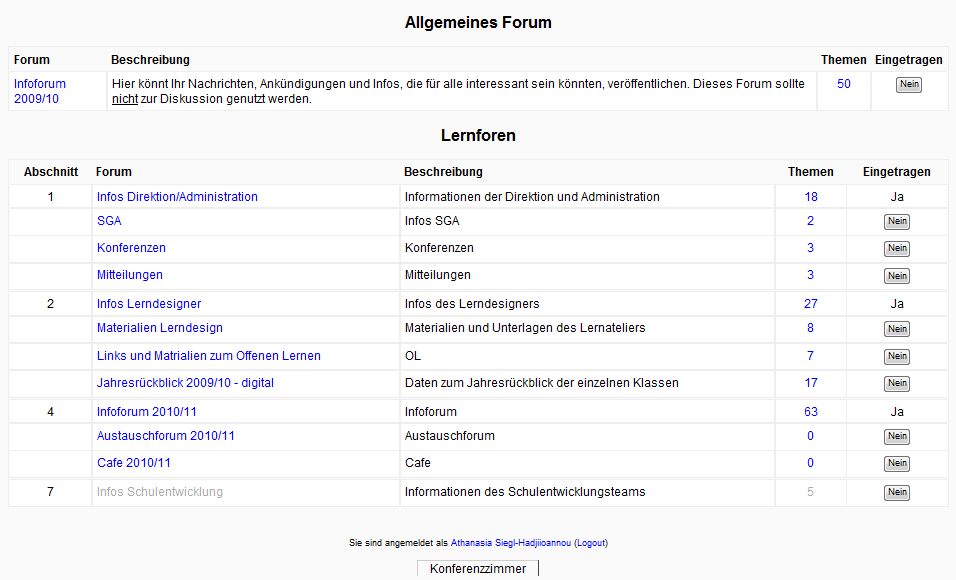 Allgemeines Forum
Forum Beschreibung Themen Eingetragen
Infoforum 2009/10 Hier könnt Ihr Nachrichten, Ankündigungen und Infos, die für alle interessant sein könnten, veröffentlichen. Dieses Forum sollte nicht zur Diskussion genutzt werden. 50 Nein
Lernforen
Abschnitt Forum Beschreibung Themen Eingetragen
1 Infos Direktion/Administration Informationen der Direktion und Administration 18 Ja
SGA Infos SGA 2 Nein
Konferenzen Konferenzen 3 Nein
Mitteilungen Mitteilungen 3 Nein
2 Infos Lerndesigner Infos des Lerndesigners 27 Ja
Materialien Lerndesign Materialien und Unterlagen des Lernateliers 8 Nein
Links und Matrialien zum Offenen Lernen OL 7 Nein
Jahresrückblick 2009/10 - digital Daten zum Jahresrückblick der einzelnen Klassen 17 Nein
4 Infoforum 2010/11 Infoforum 63 Ja
Austauschforum 2010/11 Austauschforum 0 Nein
Cafe 2010/11 Cafe 0 Nein
7 Infos Schulentwicklung Informationen des Schulentwicklungsteams 5 Nein
Sie sind angemeldet als Athanasia Siegl-Hadjiioannou (Logout)
Konferenzzimmer